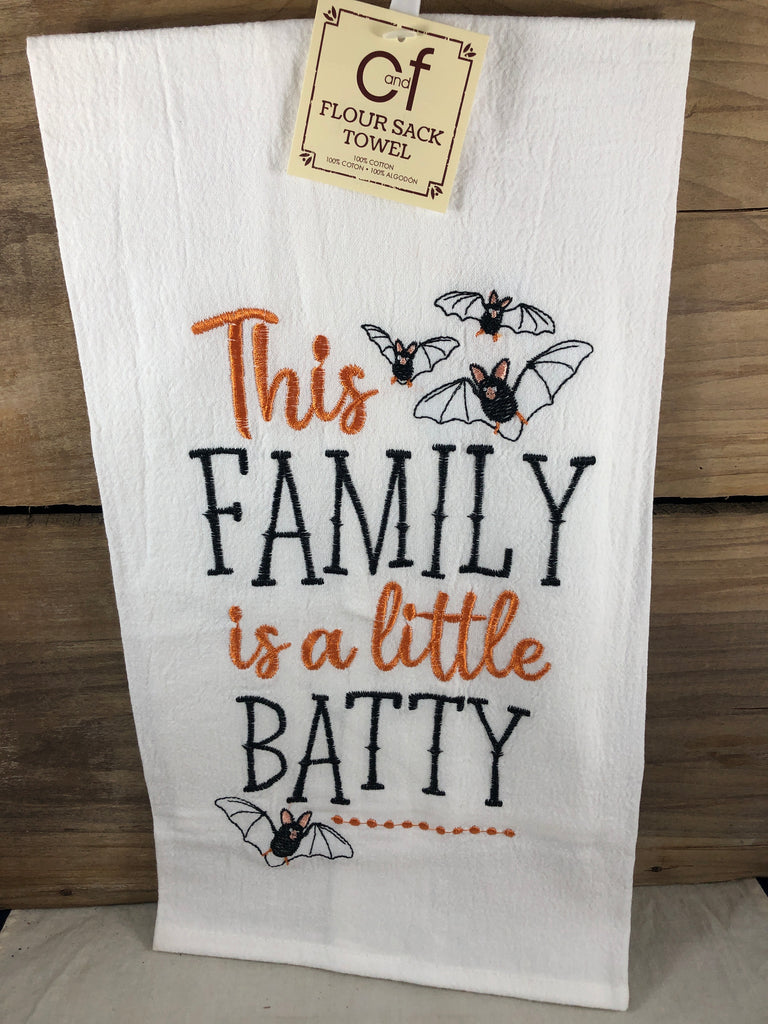 C and f
FLOUR SACK
TOWEL
100% COTTON
100% COTON • 100% ALGODÓN
This
FAMILY
is a little
BATTY